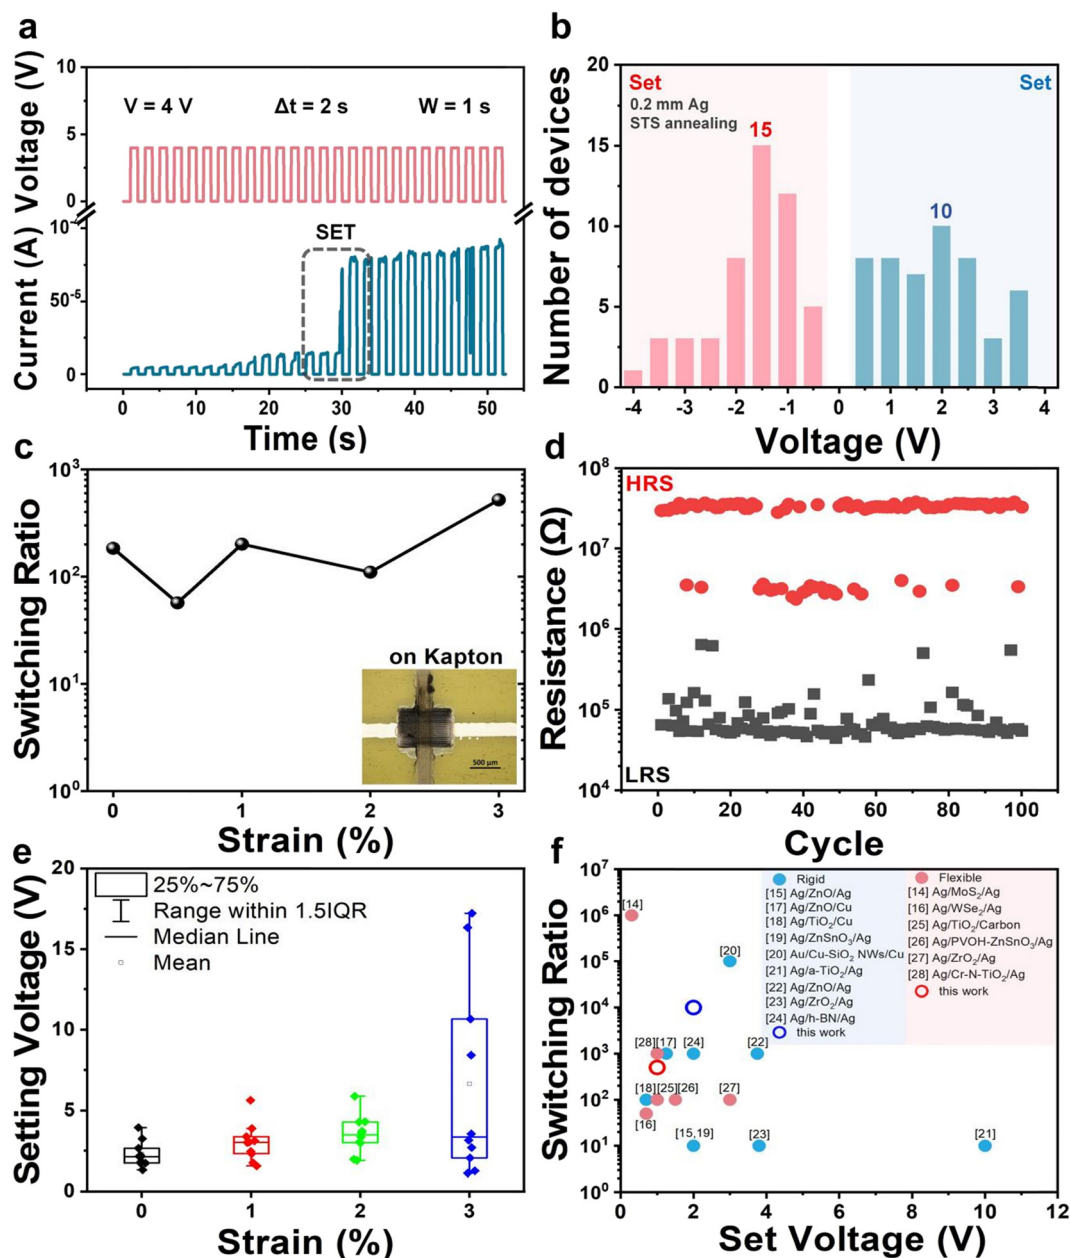 a
Voltage (V)
Current (A)
10
5
0
10⁻⁴
50⁻⁵
0
V = 4 V
Δt = 2 s
W = 1 s
SET
0 10 20 30 40 50
Time (s)
b
Number of devices
20
15
10
5
0
Set
0.2 mm Ag
STS annealing
15
Set
10
-4 -3 -2 -1 0 1 2 3 4
Voltage (V)
c
Switching Ratio
10³
10²
10¹
10⁰
on Kapton
500 µm
0 1 2 3
Strain (%)
d
Resistance (Ω)
10⁸
10⁷
10⁶
10⁵
10⁴
HRS
LRS
0 20 40 60 80 100
Cycle
e
Setting Voltage (V)
20
15
10
5
0
25%~75%
Range within 1.5IQR
Median Line
Mean
0 1 2 3
Strain (%)
f
Switching Ratio
10⁷
10⁶
10⁵
10⁴
10³
10²
10¹
10⁰
Rigid
[15] Ag/ZnO/Ag
[17] Ag/ZnO/Cu
[18] Ag/TiO₂/Cu
[19] Ag/ZnSnO₃/Ag
[20] Au/Cu-SiO₂ NWs/Cu
[21] Ag/a-TiO₂/Ag
[22] Ag/ZnO/Ag
[23] Ag/ZrO₂/Ag
[24] Ag/h-BN/Ag
this work
Flexible
[14] Ag/MoS₂/Ag
[16] Ag/WSe₂/Ag
[25] Ag/TiO₂/Carbon
[26] Ag/PVOH-ZnSnO₃/Ag
[27] Ag/ZrO₂/Ag
[28] Ag/Cr-N-TiO₂/Ag
this work
[14]
[20]
[28][17] [24] [22]
[18][25][26] [27]
[16]
[15,19] [23] [21]
0 2 4 6 8 10 12
Set Voltage (V)